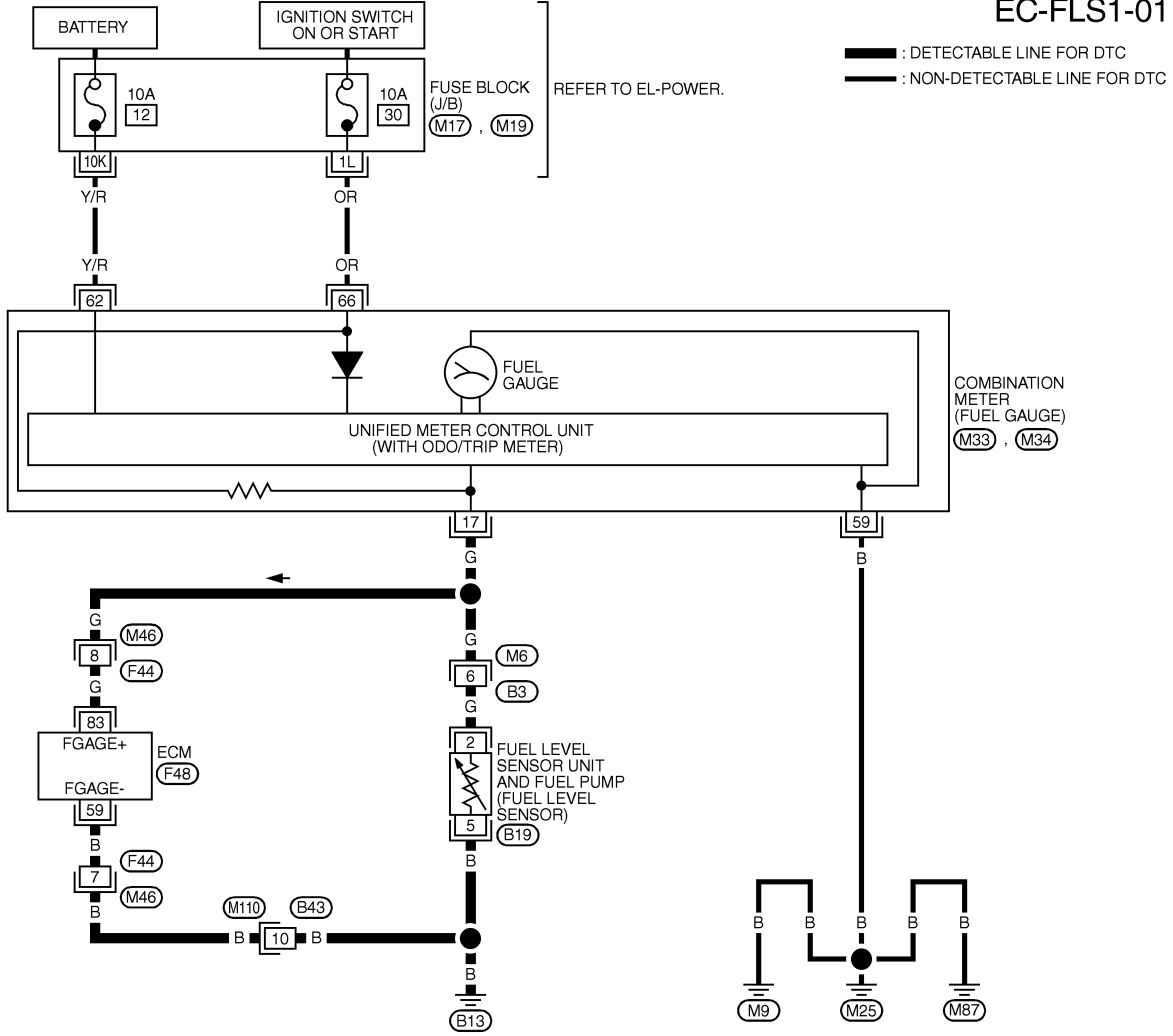 EC-FLS1-01
BATTERY
IGNITION SWITCH
ON OR START
: DETECTABLE LINE FOR DTC
: NON-DETECTABLE LINE FOR DTC
10A
12
10A
30
FUSE BLOCK
(J/B)
M17 , M19
REFER TO EL-POWER.
10K
1L
Y/R
OR
Y/R
OR
62
66
FUEL
GAUGE
COMBINATION
METER
(FUEL GAUGE)
M33 , M34
UNIFIED METER CONTROL UNIT
(WITH ODO/TRIP METER)
17
59
G
B
G
M46
8
F44
G
G
M6
6
B3
G
83
FGAGE+
ECM
F48
FGAGE-
59
2
FUEL LEVEL
SENSOR UNIT
AND FUEL PUMP
(FUEL LEVEL
SENSOR)
5
B19
B
F44
7
M46
B
B
M110
B43
B
10
B
B
B13
B
B
B
B
B
M9
M25
M87